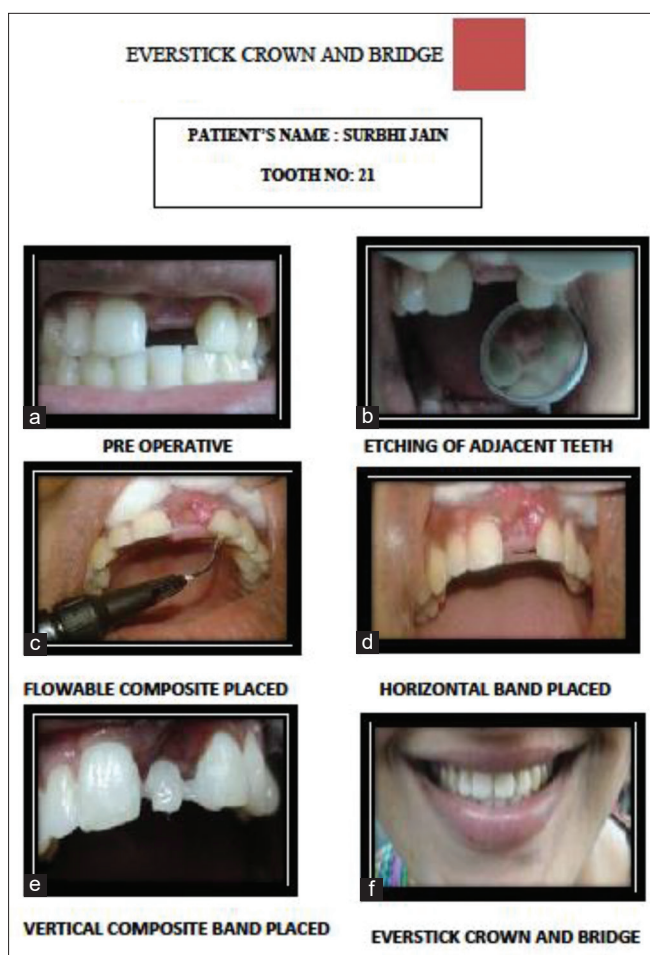 EVERSTICK CROWN AND BRIDGE
PATIENT'S NAME : SURBHI JAIN
TOOTH NO: 21
a
b
PRE OPERATIVE
ETCHING OF ADJACENT TEETH
c
d
FLOWABLE COMPOSITE PLACED
HORIZONTAL BAND PLACED
e
f
VERTICAL COMPOSITE BAND PLACED
EVERSTICK CROWN AND BRIDGE